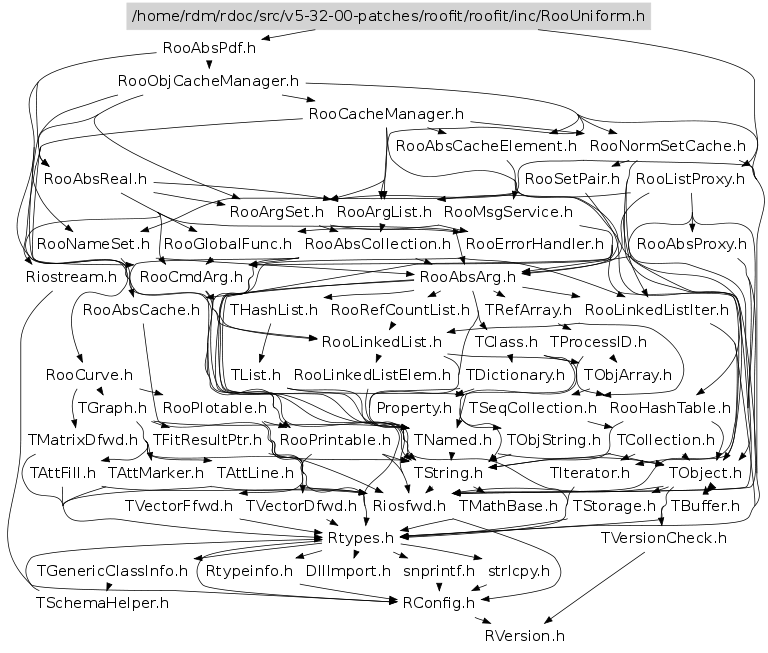 /home/rdm/rdoc/src/v5-32-00-patches/roofit/roofit/inc/RooUniform.h
RooAbsPdf.h
RooObjCacheManager.h
RooCacheManager.h
RooAbsCacheElement.h RooNormSetCache.h
RooAbsReal.h RooSetPair.h RooListProxy.h
RooArgSet.h RooArgList.h RooMsgService.h
RooNameSet.h RooGlobalFunc.h RooAbsCollection.h RooErrorHandler.h RooAbsProxy.h
Riostream.h RooCmdArg.h RooAbsArg.h
RooAbsCache.h THashList.h RooRefCountList.h TRefArray.h RooLinkedListIter.h
RooLinkedList.h TClass.h TProcessID.h
RooCurve.h TList.h RooLinkedListElem.h TDictionary.h TObjArray.h
TGraph.h RooPlotable.h Property.h TSeqCollection.h RooHashTable.h
TMatrixDfwd.h TFitResultPtr.h RooPrintable.h TNamed.h TObjString.h TCollection.h
TAttFill.h TAttMarker.h TAttLine.h TString.h TIterator.h TObject.h
TVectorFfwd.h TVectorDfwd.h Riosfwd.h TMathBase.h TStorage.h TBuffer.h
Rtypes.h TVersionCheck.h
TGenericClassInfo.h Rtypeinfo.h DllImport.h snprintf.h strlcpy.h
TSchemaHelper.h RConfig.h
RVersion.h